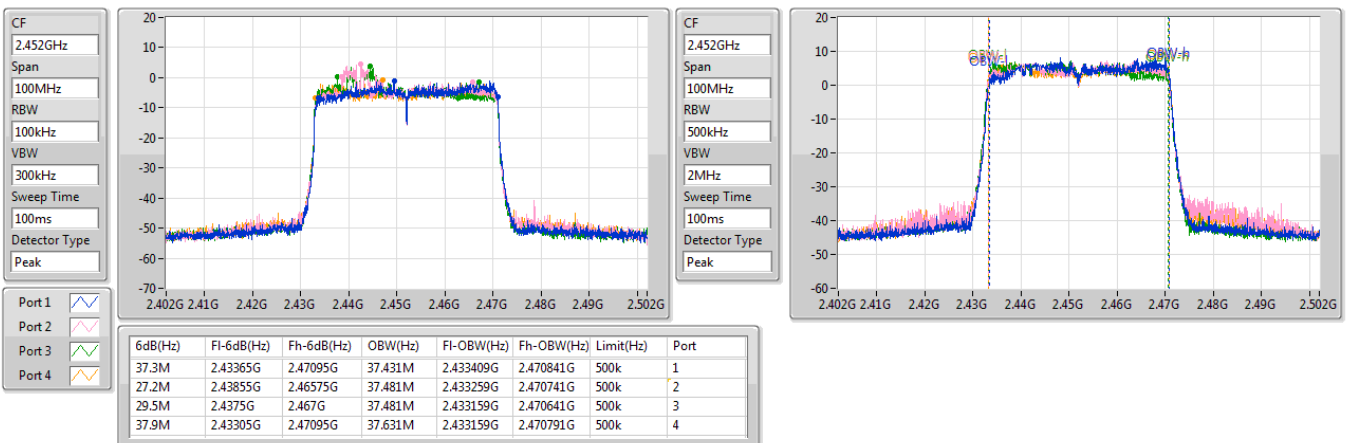 CF
2.452GHz
Span
100MHz
RBW
100kHz
VBW
300kHz
Sweep Time
100ms
Detector Type
Peak
20
10
0
-10
-20
-30
-40
-50
-60
-70
2.402G 2.41G 2.42G 2.43G 2.44G 2.45G 2.46G 2.47G 2.48G 2.49G 2.502G
CF
2.452GHz
Span
100MHz
RBW
500kHz
VBW
2MHz
Sweep Time
100ms
Detector Type
Peak
20
10
0
-10
-20
-30
-40
-50
-60
OBW-l OBW-h
2.402G 2.41G 2.42G 2.43G 2.44G 2.45G 2.46G 2.47G 2.48G 2.49G 2.502G
Port 1
Port 2
Port 3
Port 4
6dB(Hz) Fl-6dB(Hz) Fh-6dB(Hz) OBW(Hz) Fl-OBW(Hz) Fh-OBW(Hz) Limit(Hz) Port
37.3M 2.43365G 2.47095G 37.431M 2.433409G 2.470841G 500k 1
27.2M 2.43855G 2.46575G 37.481M 2.433259G 2.470741G 500k 2
29.5M 2.4375G 2.467G 37.481M 2.433159G 2.470641G 500k 3
37.9M 2.43305G 2.47095G 37.631M 2.433159G 2.470791G 500k 4